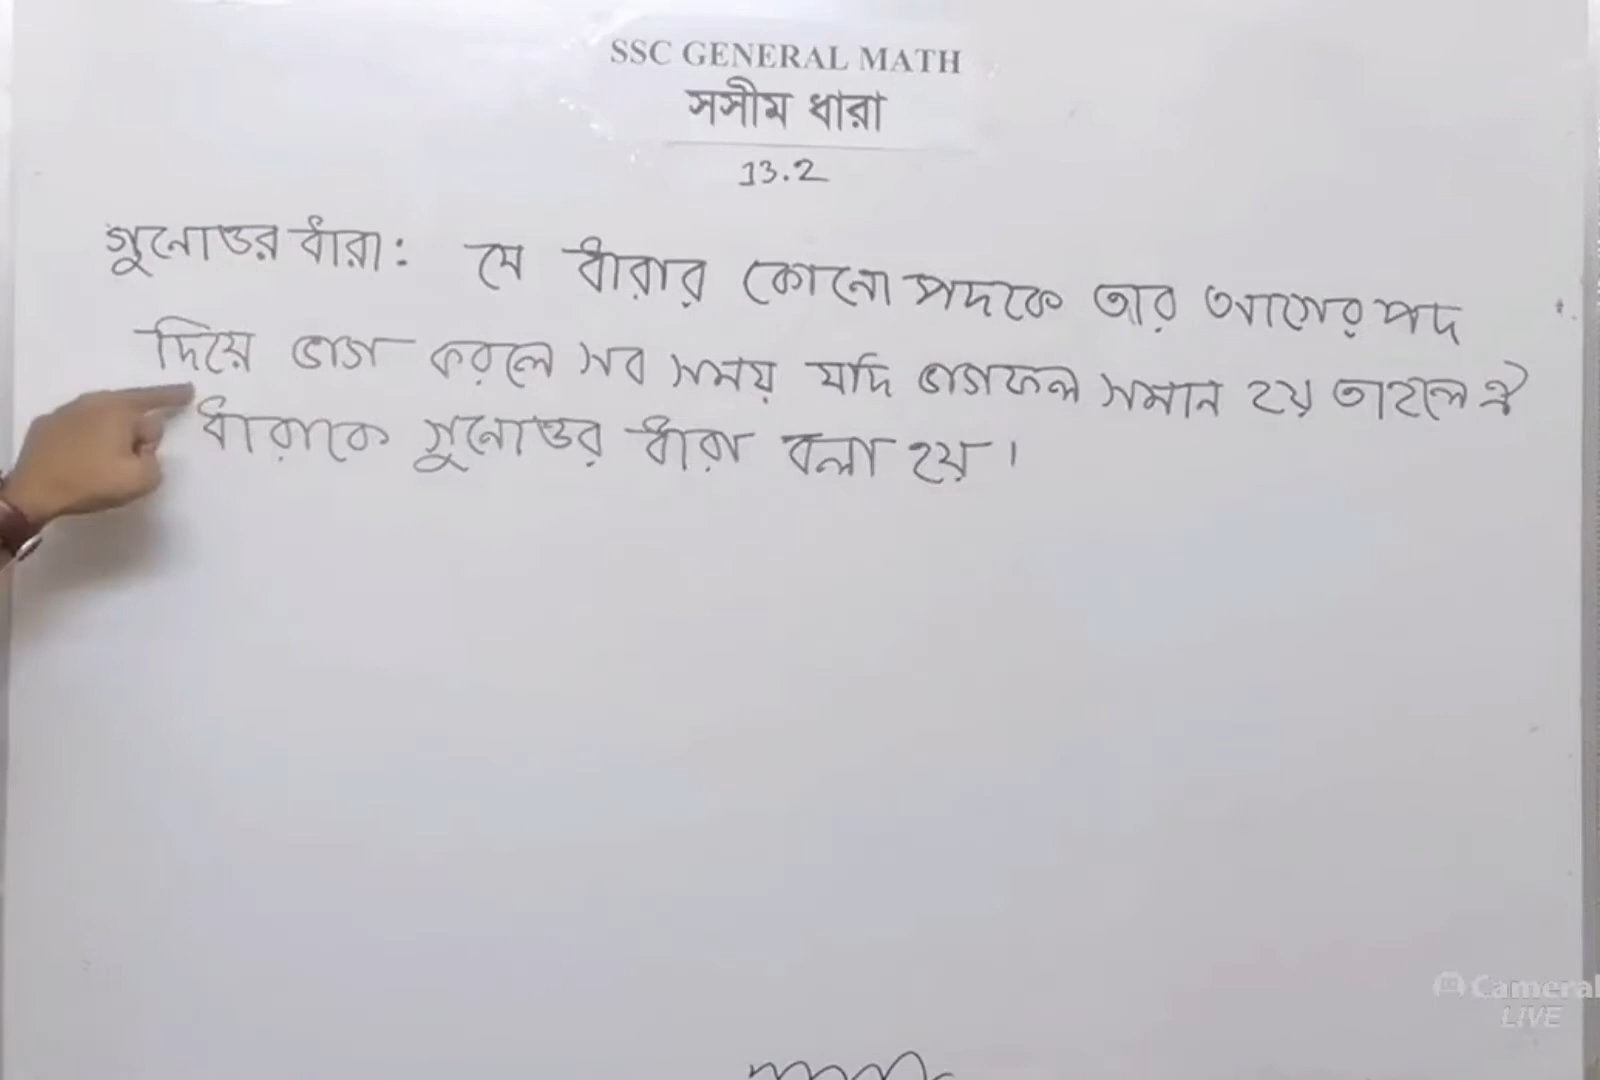 SSC GENERAL MATH
সসীম ধারা
13.2
গুনোত্তর ধারা: যে ধারার কোনো পদকে তার আগের পদ
দিয়ে ভাগ করলে সব সময় যদি ভাগফল সমান হয় তাহলে ঐ
ধারাকে গুনোত্তর ধারা বলা হয়।
Cameral
LIVE